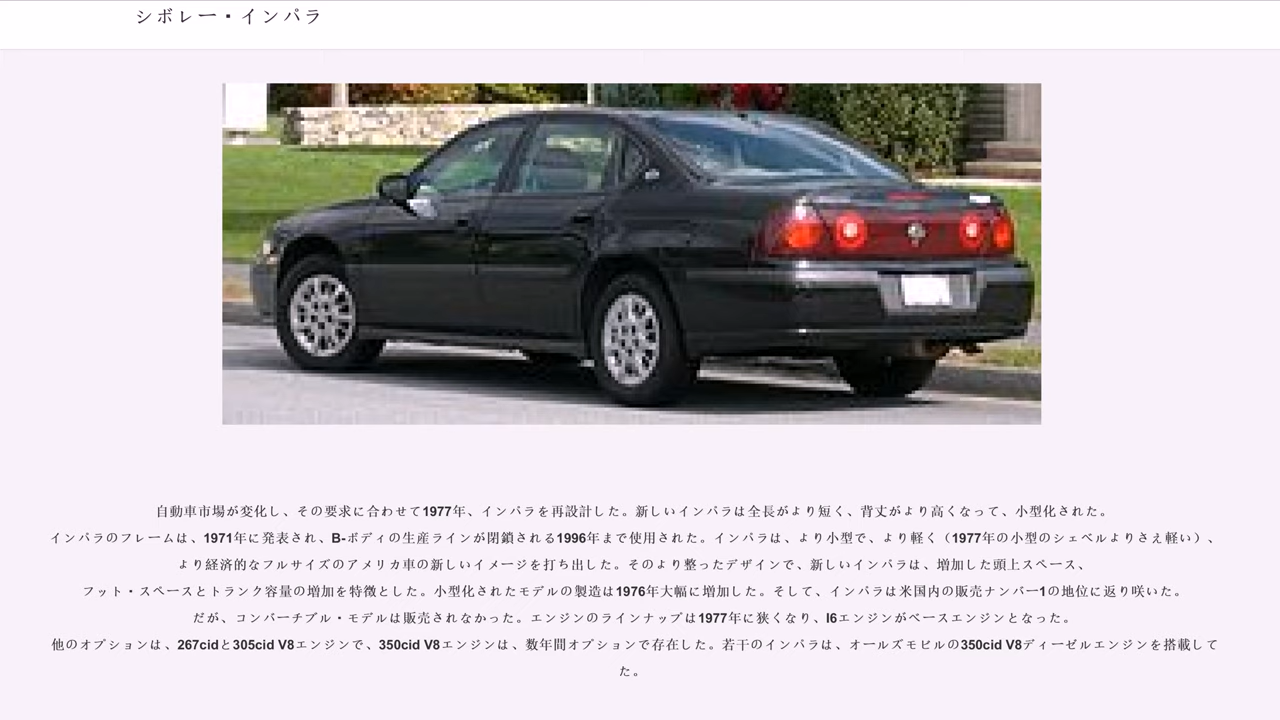 シボレー・インパラ
自動車市場が変化し、その要求に合わせて1977年、インパラを再設計した。新しいインパラは全長がより短く、背丈がより高くなって、小型化された。
インパラのフレームは、1971年に発表され、B-ボディの生産ラインが閉鎖される1996年まで使用された。インパラは、より小型で、より軽く（1977年の小型のシェベルよりさえ軽い）、
より経済的なフルサイズのアメリカ車の新しいイメージを打ち出した。そのより整ったデザインで、新しいインパラは、増加した頭上スペース、
フット・スペースとトランク容量の増加を特徴とした。小型化されたモデルの製造は1976年大幅に増加した。そして、インパラは米国内の販売ナンバー1の地位に返り咲いた。
だが、コンバーチブル・モデルは販売されなかった。エンジンのラインナップは1977年に狭くなり、I6エンジンがベースエンジンとなった。
他のオプションは、267cidと305cid V8エンジンで、350cid V8エンジンは、数年間オプションで存在した。若干のインパラは、オールズモビルの350cid V8ディーゼルエンジンを搭載して
た。